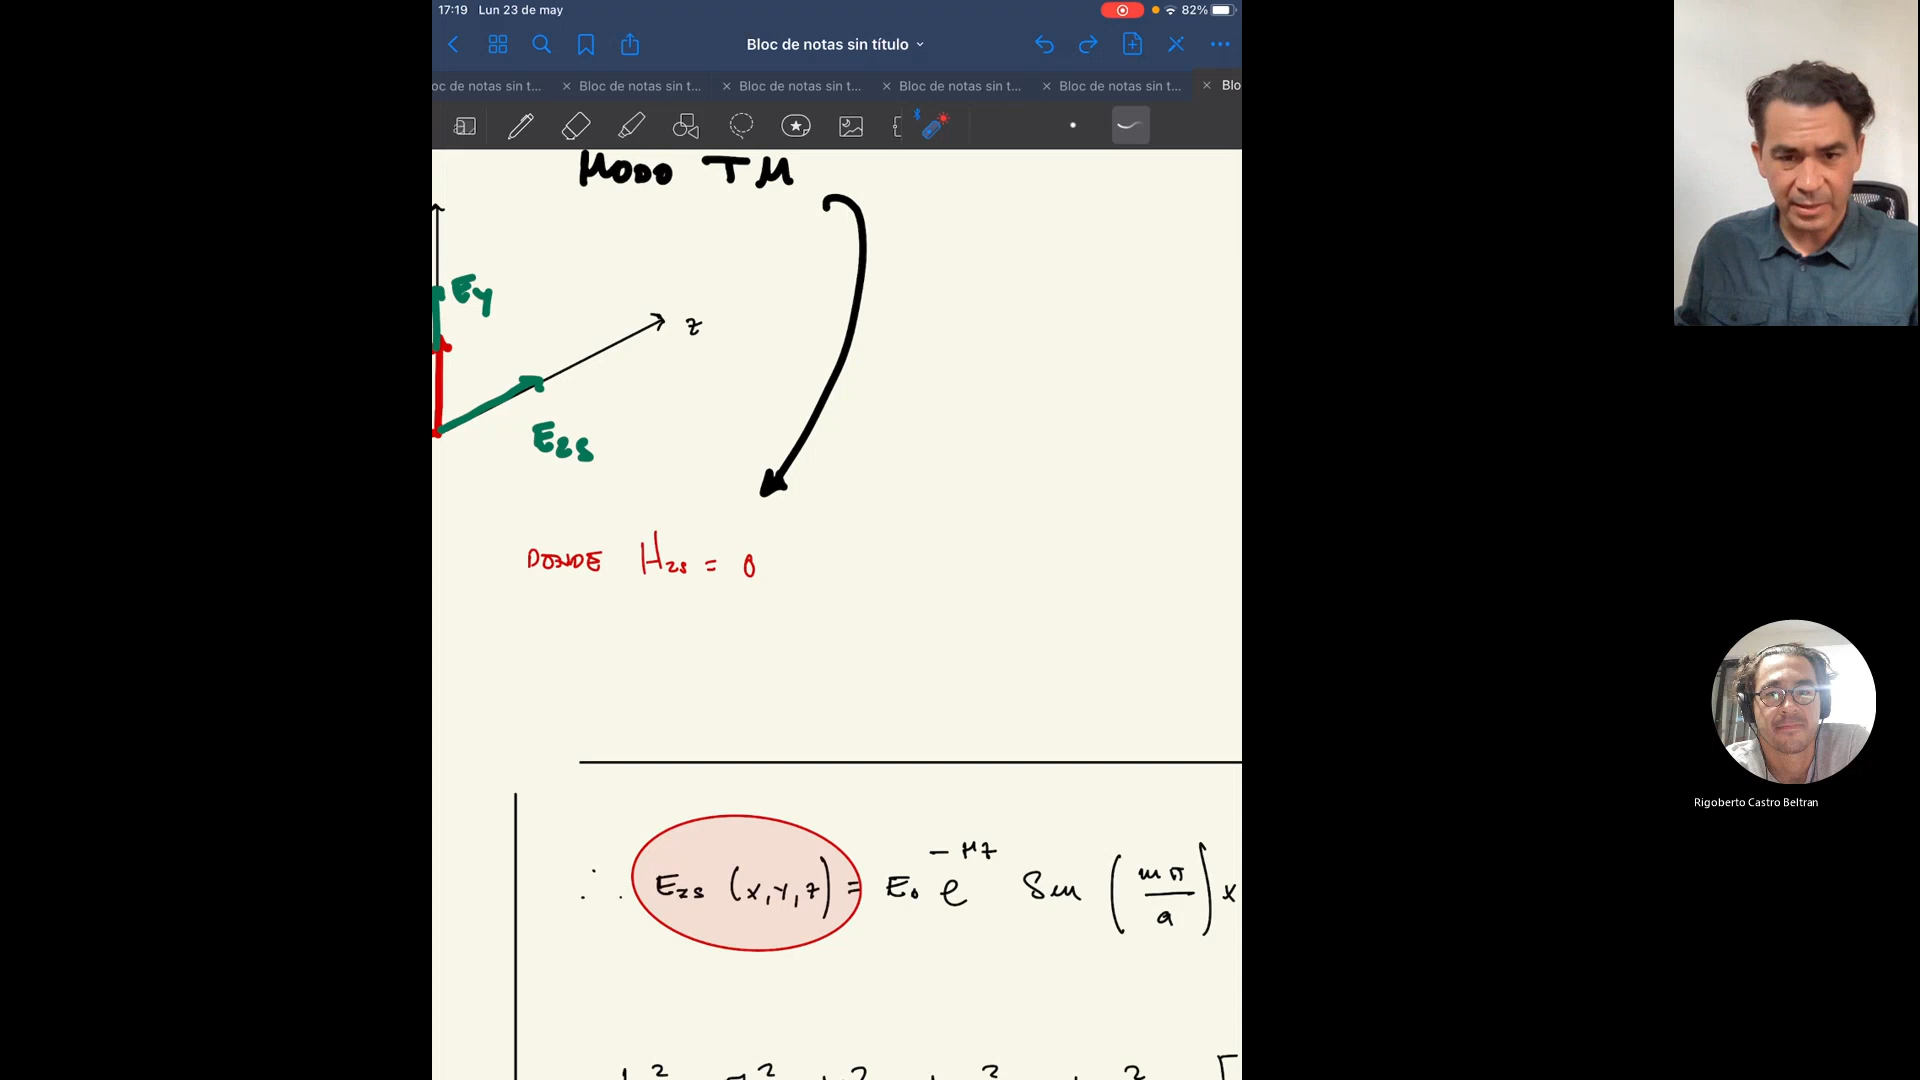 17:19 Lun 23 de may 82%
Bloc de notas sin título
oc de notas sin t... Bloc de notas sin t... Bloc de notas sin t... Bloc de notas sin t... Bloc de notas sin t... Blo
MODO TM
Ey
z
Ezs
DONDE Hzs = 0
∴ Ezs (x,y,z) = E₀ e^-μz Sen (mπ/a) x
Rigoberto Castro Beltran